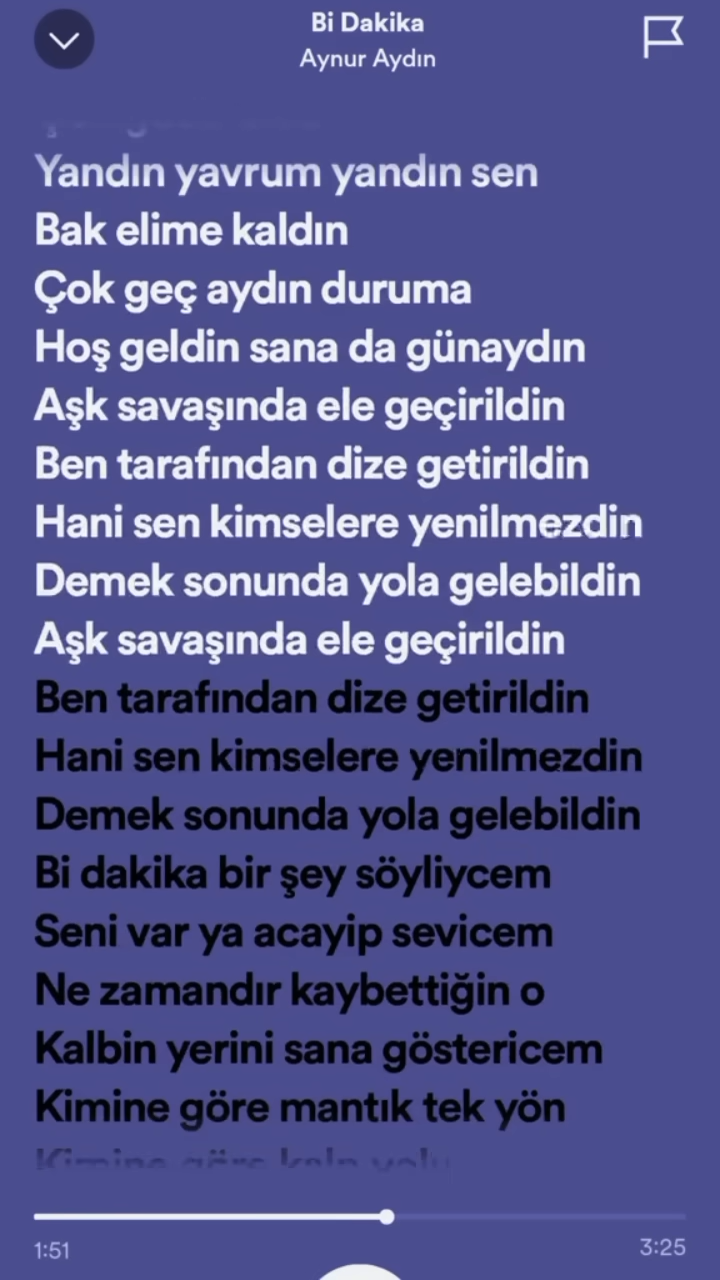 Bi Dakika
Aynur Aydın
Yandın yavrum yandın sen
Bak elime kaldın
Çok geç aydın duruma
Hoş geldin sana da günaydın
Aşk savaşında ele geçirildin
Ben tarafından dize getirildin
Hani sen kimselere yenilmezdin
Demek sonunda yola gelebildin
Aşk savaşında ele geçirildin
Ben tarafından dize getirildin
Hani sen kimselere yenilmezdin
Demek sonunda yola gelebildin
Bi dakika bir şey söyliycem
Seni var ya acayip sevicem
Ne zamandır kaybettiğin o
Kalbin yerini sana göstericem
Kimine göre mantık tek yön
Kimine göre kalp yolu
1:51
3:25